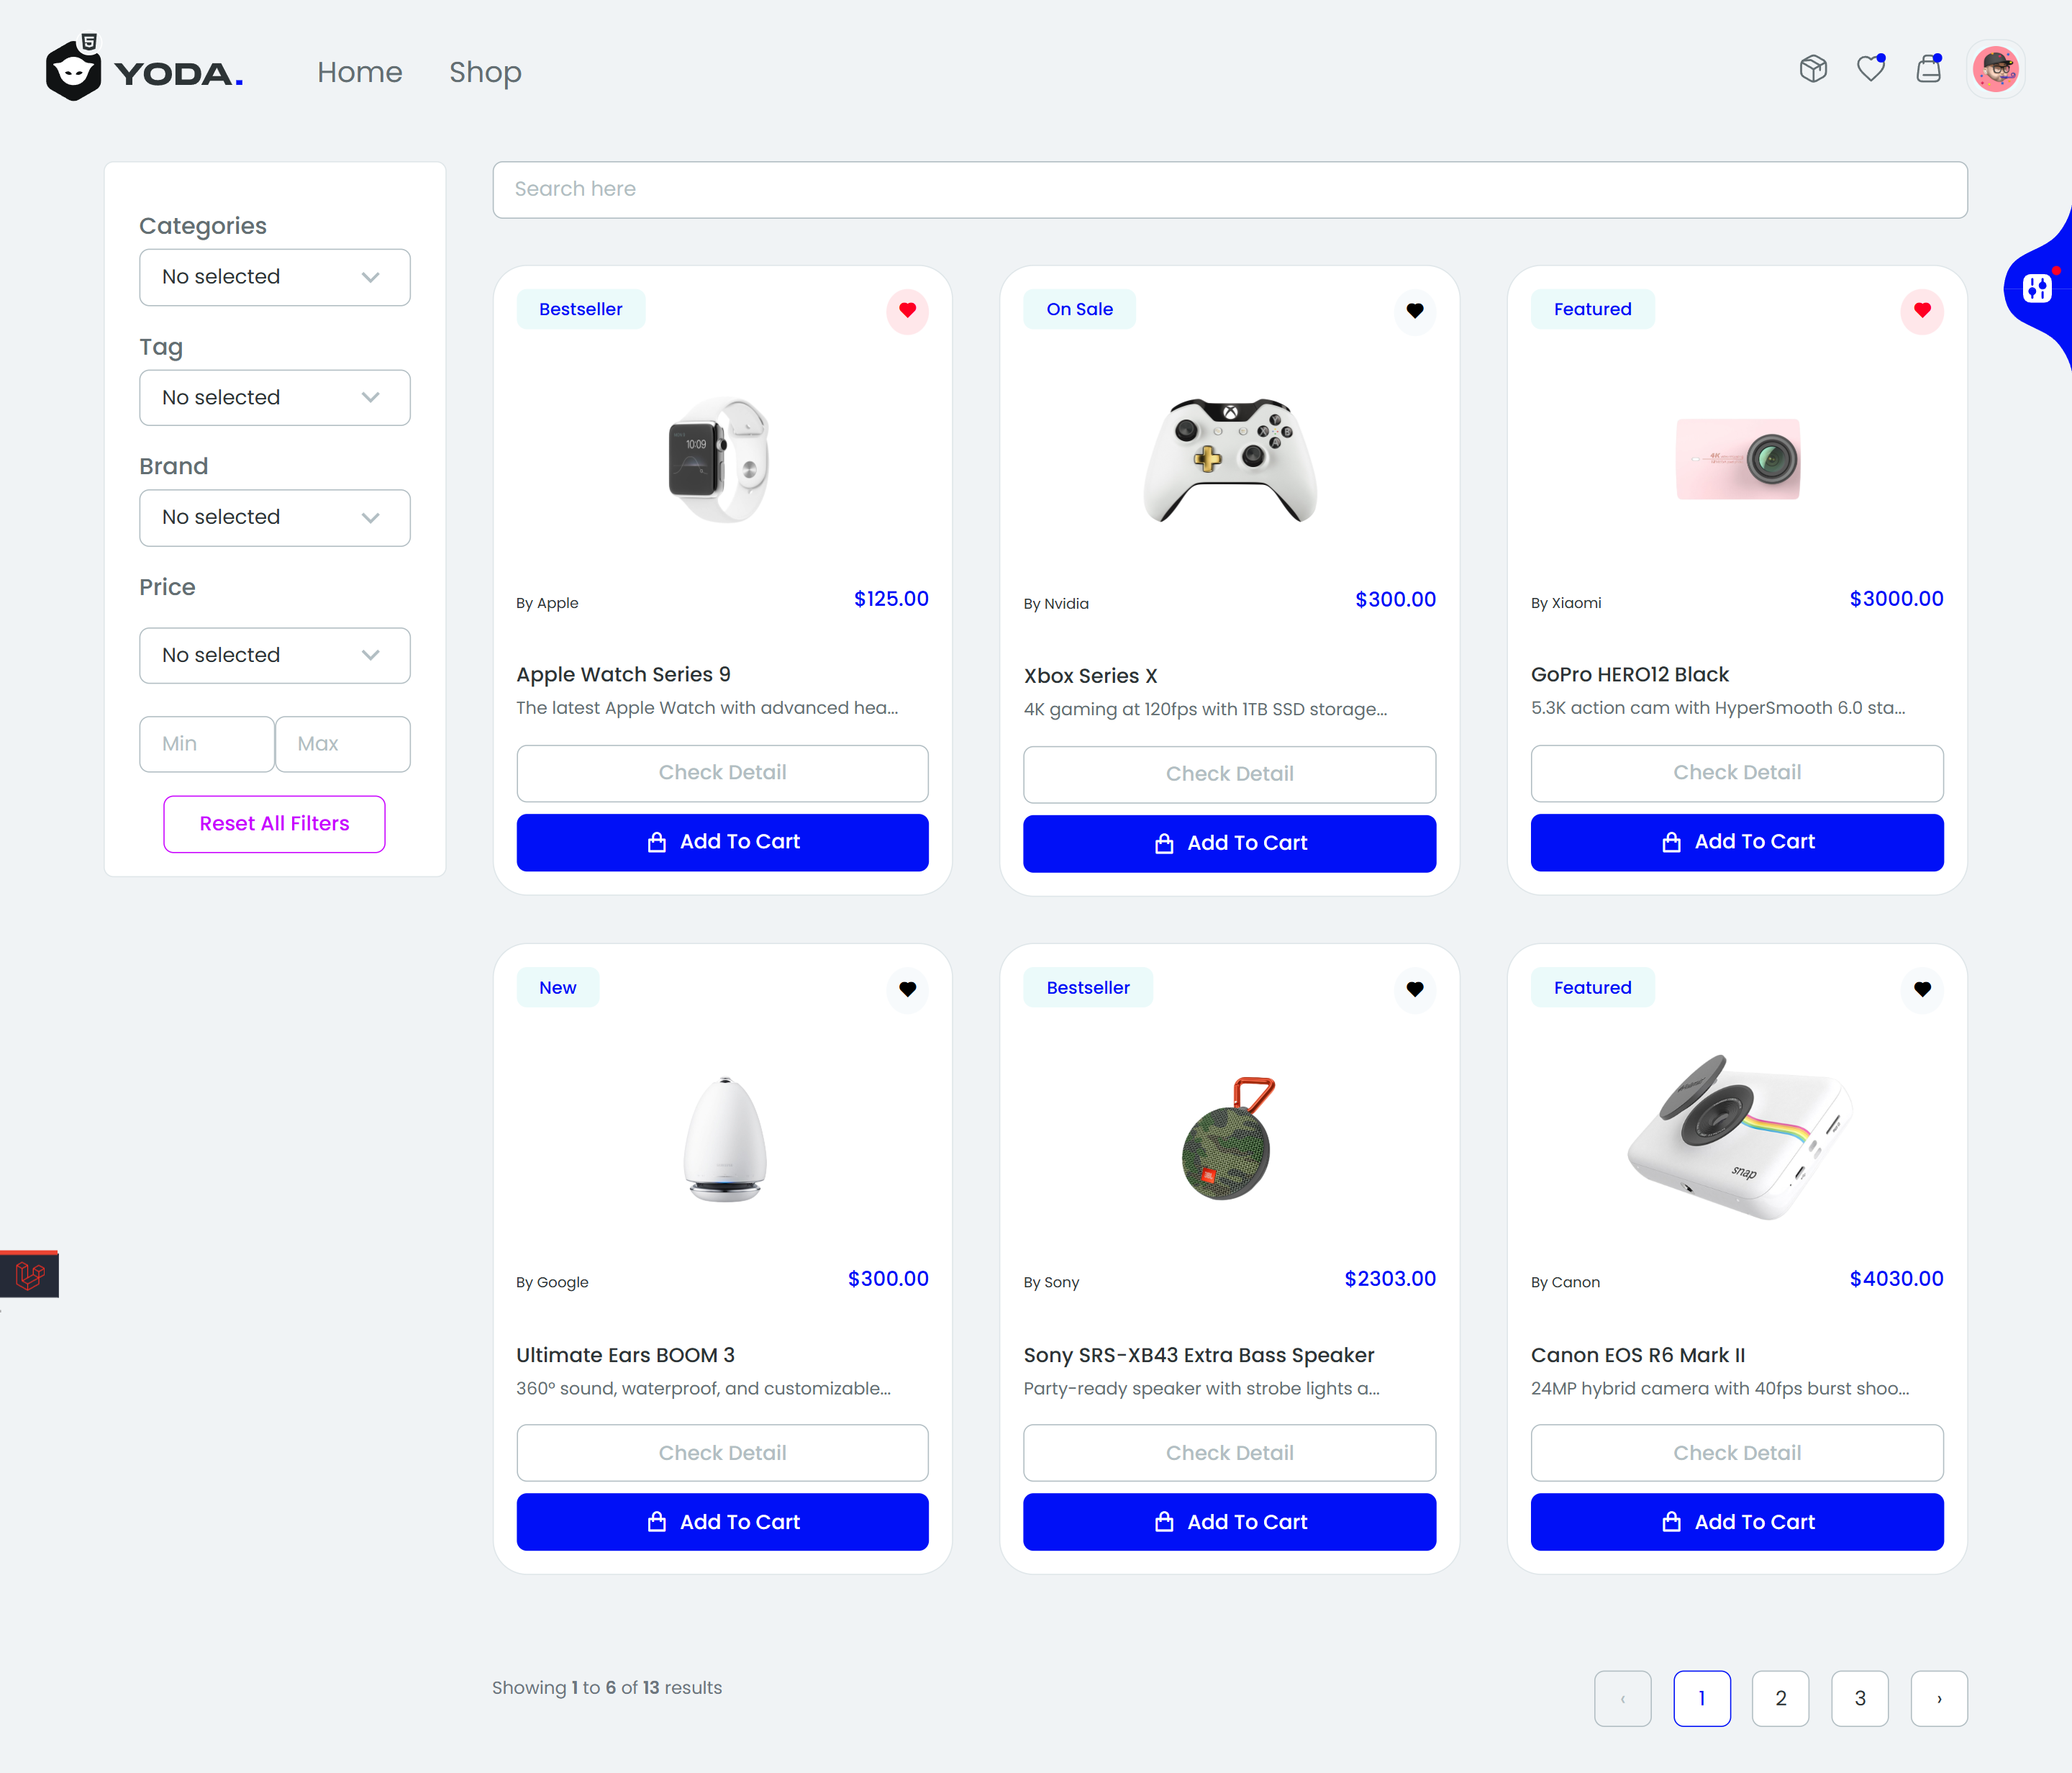 YODA.
Home
Shop
Categories
No selected
Tag
No selected
Brand
No selected
Price
No selected
Min
Max
Reset All Filters
Search here
Bestseller
10:09
By Apple
$125.00
Apple Watch Series 9
The latest Apple Watch with advanced hea...
Check Detail
Add To Cart
On Sale
By Nvidia
$300.00
Xbox Series X
4K gaming at 120fps with 1TB SSD storage...
Check Detail
Add To Cart
Featured
4K
By Xiaomi
$3000.00
GoPro HERO12 Black
5.3K action cam with HyperSmooth 6.0 sta...
Check Detail
Add To Cart
New
By Google
$300.00
Ultimate Ears BOOM 3
360° sound, waterproof, and customizable...
Check Detail
Add To Cart
Bestseller
By Sony
$2303.00
Sony SRS-XB43 Extra Bass Speaker
Party-ready speaker with strobe lights a...
Check Detail
Add To Cart
Featured
snap
By Canon
$4030.00
Canon EOS R6 Mark II
24MP hybrid camera with 40fps burst shoo...
Check Detail
Add To Cart
Showing 1 to 6 of 13 results
‹
1
2
3
›